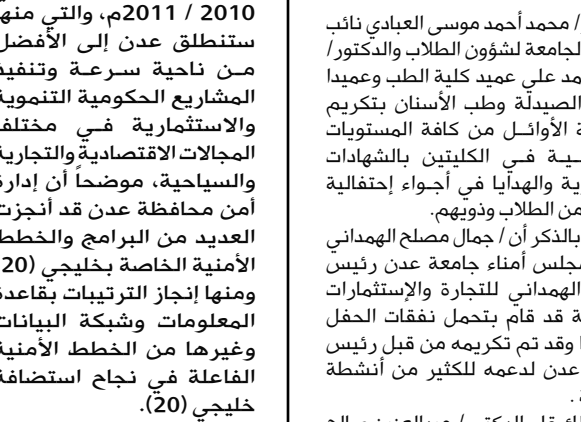 / محمد أحمد موسى العبادي نائب
لجامعة لشؤون الطلاب والدكتور/
مد علي عميد كلية الطب وعميدا
الصيدلة وطب الأسنان بتكريم
ة الأوائل من كافة المستويات
ـية في الكليتين بالشهادات
رية والهدايا في أجواء إحتفالية
من الطلاب وذويهم.
بالذكر أن / جمال مصلح الهمداني
مجلس أمناء جامعة عدن رئيس
الهمداني للتجارة والإستثمارات
ة قد قام بتحمل نفقات الحفل
ا وقد تم تكريمه من قبل رئيس
عدن لدعمه للكثير من أنشطة
2010 / 2011م، والتي منها
ستنطلق عدن إلى الأفضل
من ناحية سرعة وتنفيذ
المشاريع الحكومية التنموية
والاستثمارية في مختلف
المجالات الاقتصادية والتجارية
والسياحية، موضحاً أن إدارة
أمن محافظة عدن قد أنجزت
العديد من البرامج والخطط
الأمنية الخاصة بخليجي (20)
ومنها إنجاز الترتيبات بقاعدة
المعلومات وشبكة البيانات
وغيرها من الخطط الأمنية
الفاعلة في نجاح استضافة
خليجي (20).